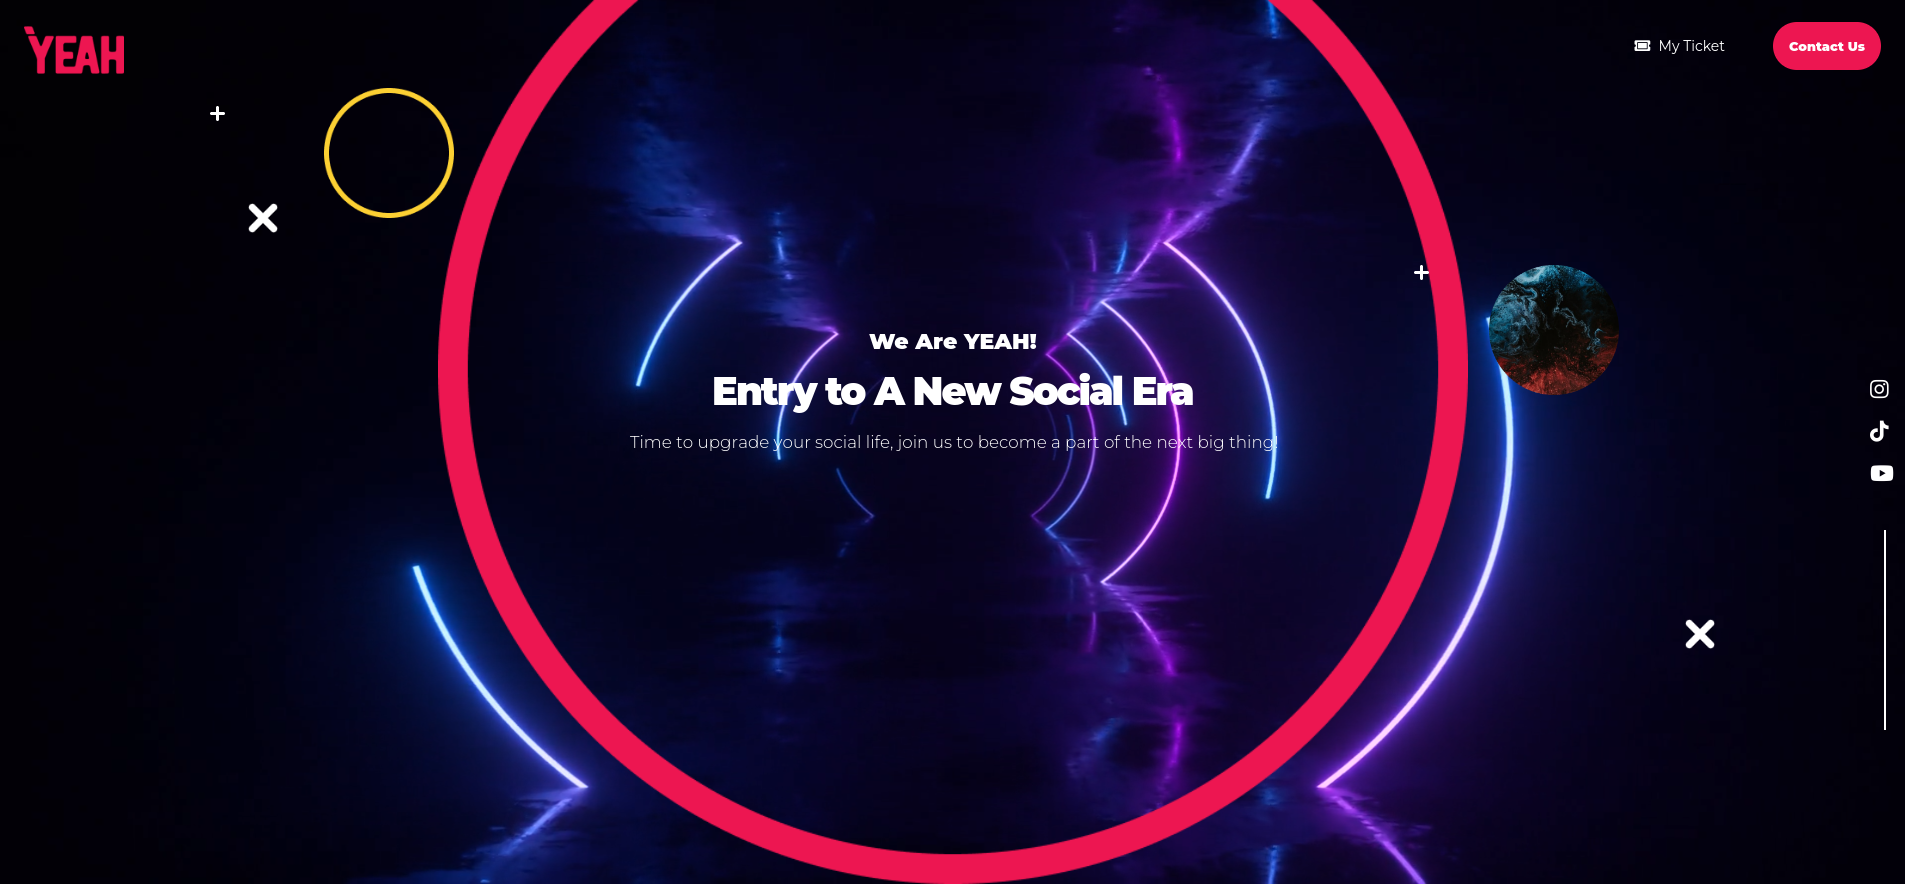 YEAH
My Ticket
Contact Us
We Are YEAH!
Entry to A New Social Era
Time to upgrade your social life, join us to become a part of the next big thing!